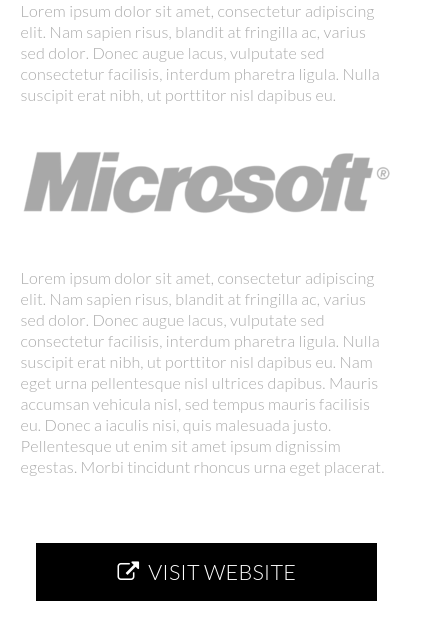 Lorem ipsum dolor sit amet, consectetur adipiscing
elit. Nam sapien risus, blandit at fringilla ac, varius
sed dolor. Donec augue lacus, vulputate sed
consectetur facilisis, interdum pharetra ligula. Nulla
suscipit erat nibh, ut porttitor nisl dapibus eu.
Microsoft®
Lorem ipsum dolor sit amet, consectetur adipiscing
elit. Nam sapien risus, blandit at fringilla ac, varius
sed dolor. Donec augue lacus, vulputate sed
consectetur facilisis, interdum pharetra ligula. Nulla
suscipit erat nibh, ut porttitor nisl dapibus eu. Nam
eget urna pellentesque nisl ultrices dapibus. Mauris
accumsan vehicula nisl, sed tempus mauris facilisis
eu. Donec a iaculis nisi, quis malesuada justo.
Pellentesque ut enim sit amet ipsum dignissim
egestas. Morbi tincidunt rhoncus urna eget placerat.
VISIT WEBSITE